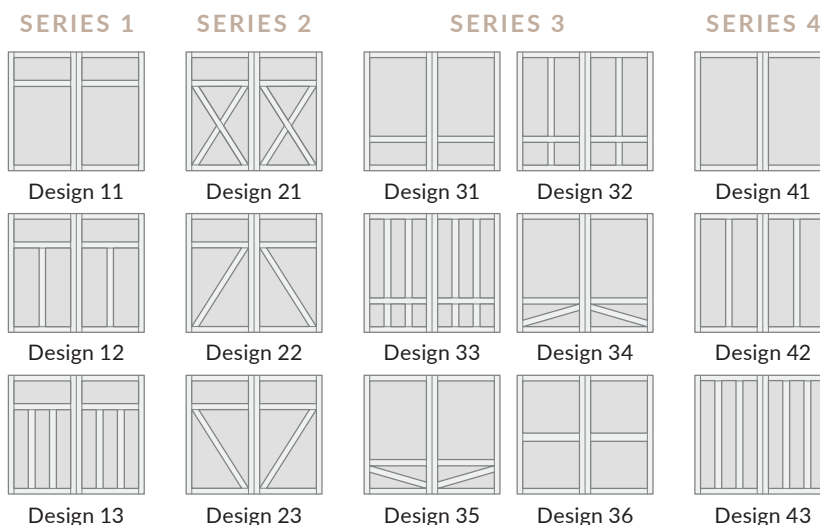 SERIES 1 SERIES 2 SERIES 3 SERIES 4
Design 11 Design 21 Design 31 Design 32 Design 41
Design 12 Design 22 Design 33 Design 34 Design 42
Design 13 Design 23 Design 35 Design 36 Design 43